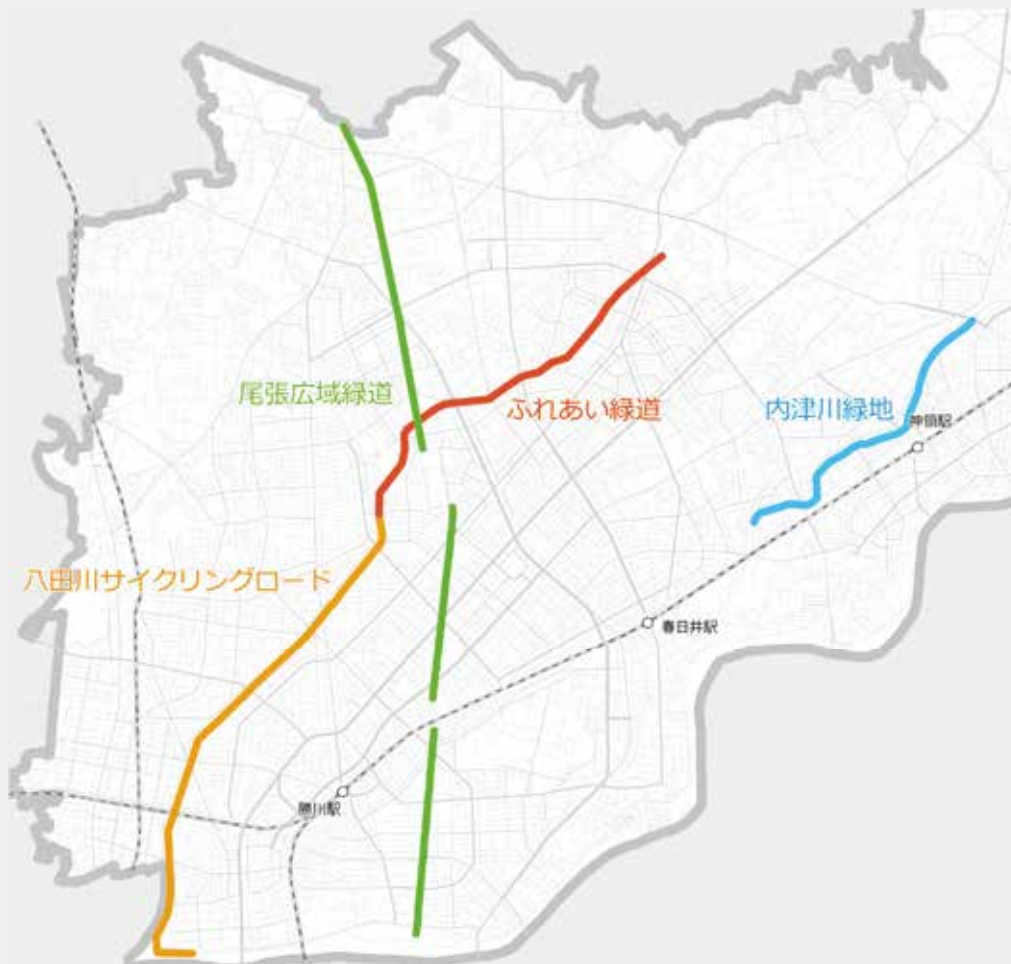 尾張広域緑道
ふれあい緑道
内津川緑地
神領駅
八田川サイクリングロード
春日井駅
勝川駅